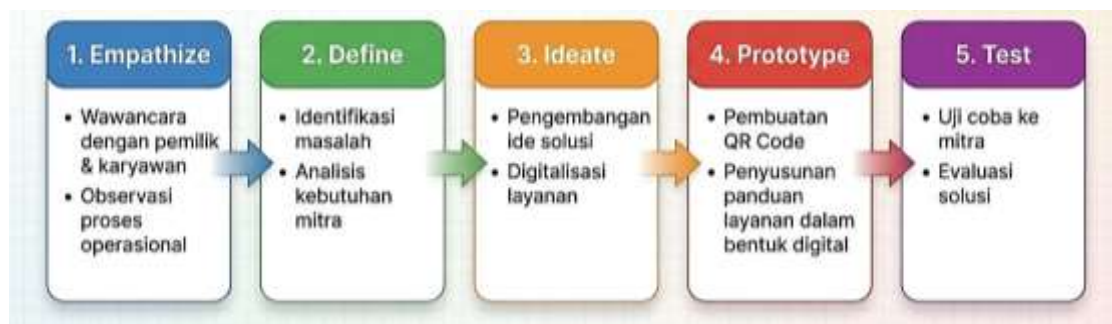 1. Empathize
• Wawancara
dengan pemilik
& karyawan
• Observasi
proses
operasional
2. Define
• Identifikasi
masalah
• Analisis
kebutuhan
mitra
3. Ideate
• Pengembangan
ide solusi
• Digitalisasi
layanan
4. Prototype
• Pembuatan
QR Code
• Penyusunan
panduan
layanan dalam
bentuk digital
5. Test
• Uji coba ke
mitra
• Evaluasi
solusi